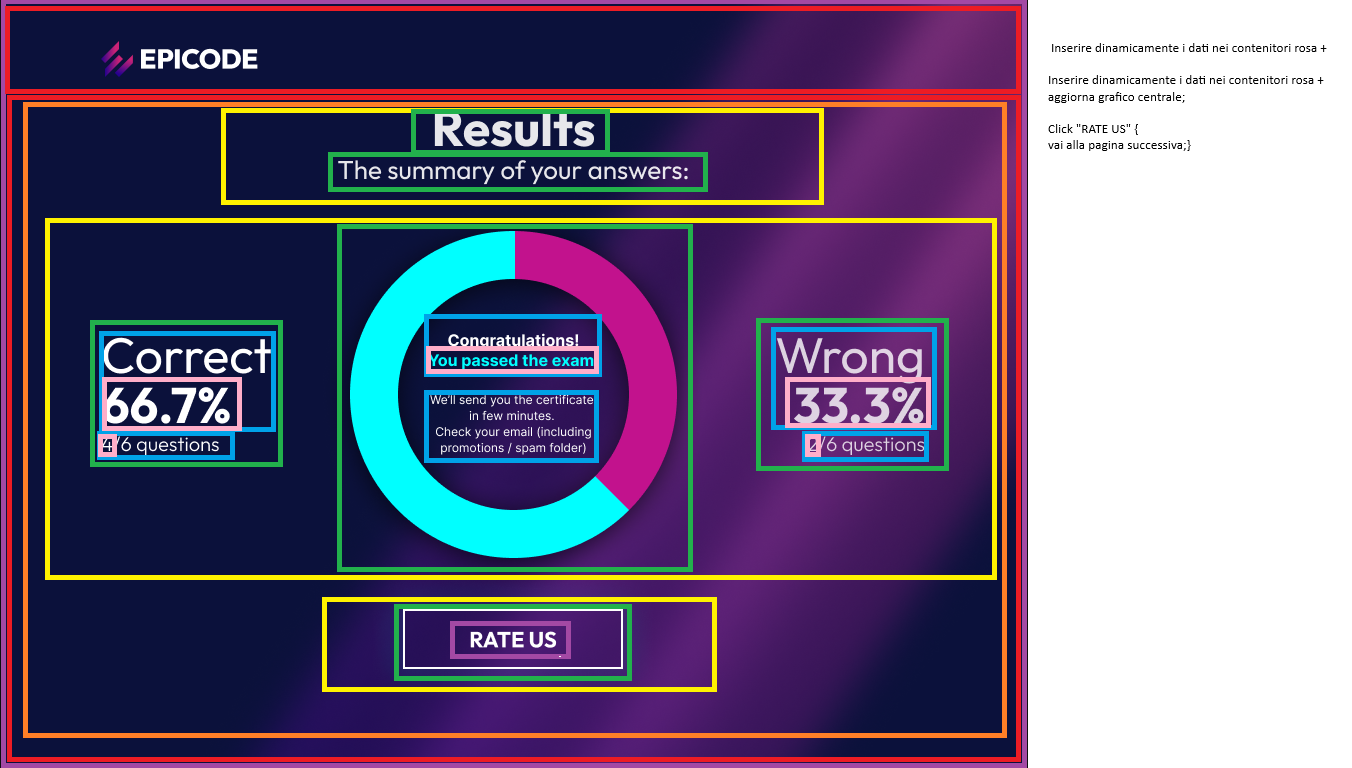 EPICODE
Results
The summary of your answers:
Correct
66.7%
4/6 questions
Congratulations!
You passed the exam
We'll send you the certificate
in few minutes.
Check your email (including
promotions / spam folder)
Wrong
33.3%
2/6 questions
RATE US
Inserire dinamicamente i dati nei contenitori rosa +
Inserire dinamicamente i dati nei contenitori rosa +
aggiorna grafico centrale;
Click "RATE US" {
vai alla pagina successiva;}